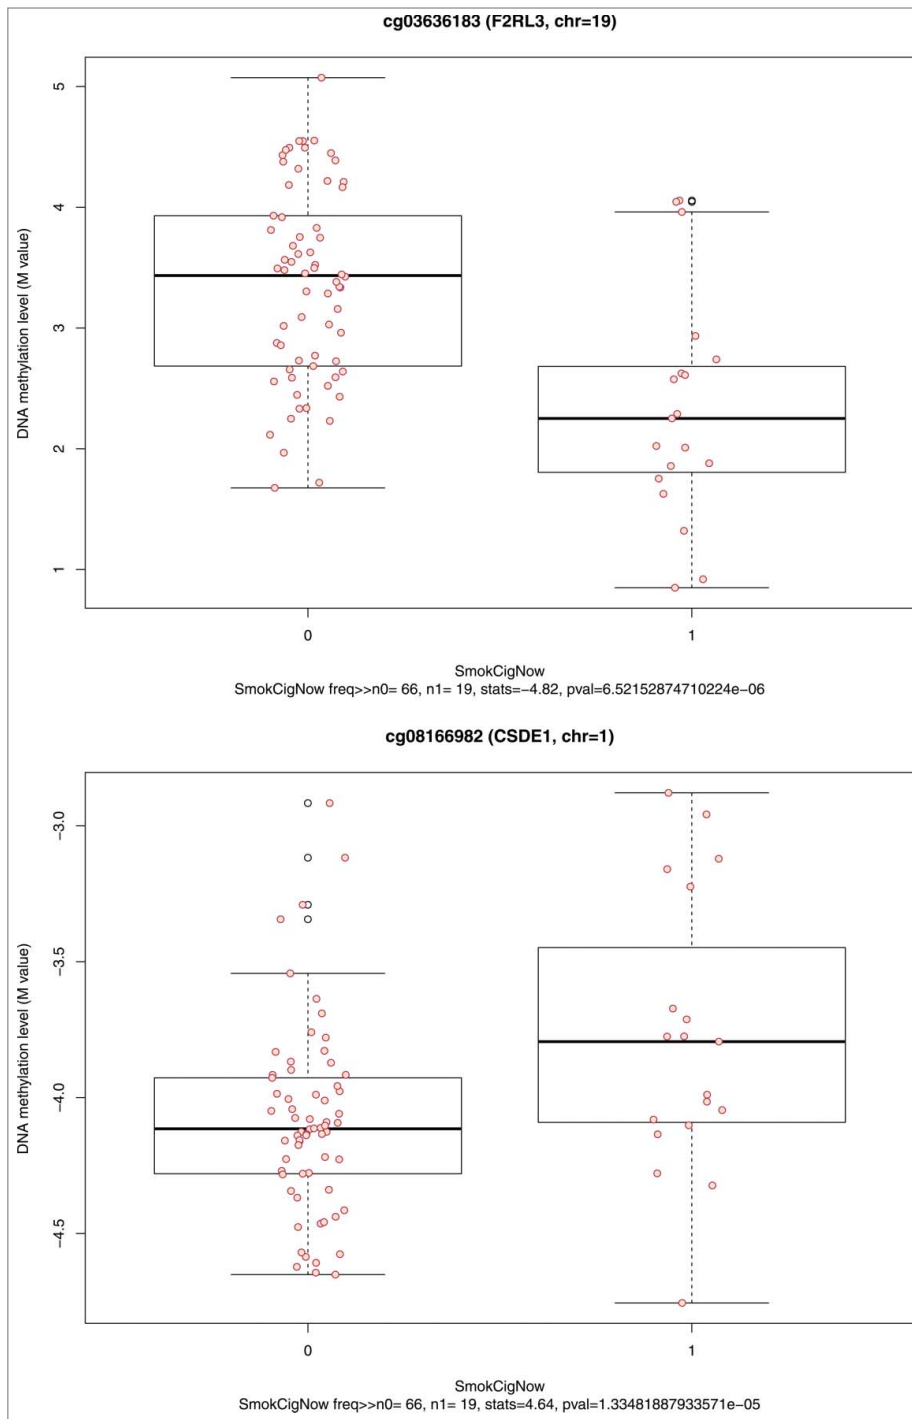 cg03636183 (F2RL3, chr=19)
DNA methylation level (M value)
5
4
3
2
1
0 1
SmokCigNow
SmokCigNow freq>>n0= 66, n1= 19, stats=−4.82, pval=6.52152874710224e−06
cg08166982 (CSDE1, chr=1)
DNA methylation level (M value)
−3.0
−3.5
−4.0
−4.5
0 1
SmokCigNow
SmokCigNow freq>>n0= 66, n1= 19, stats=4.64, pval=1.33481887933571e−05